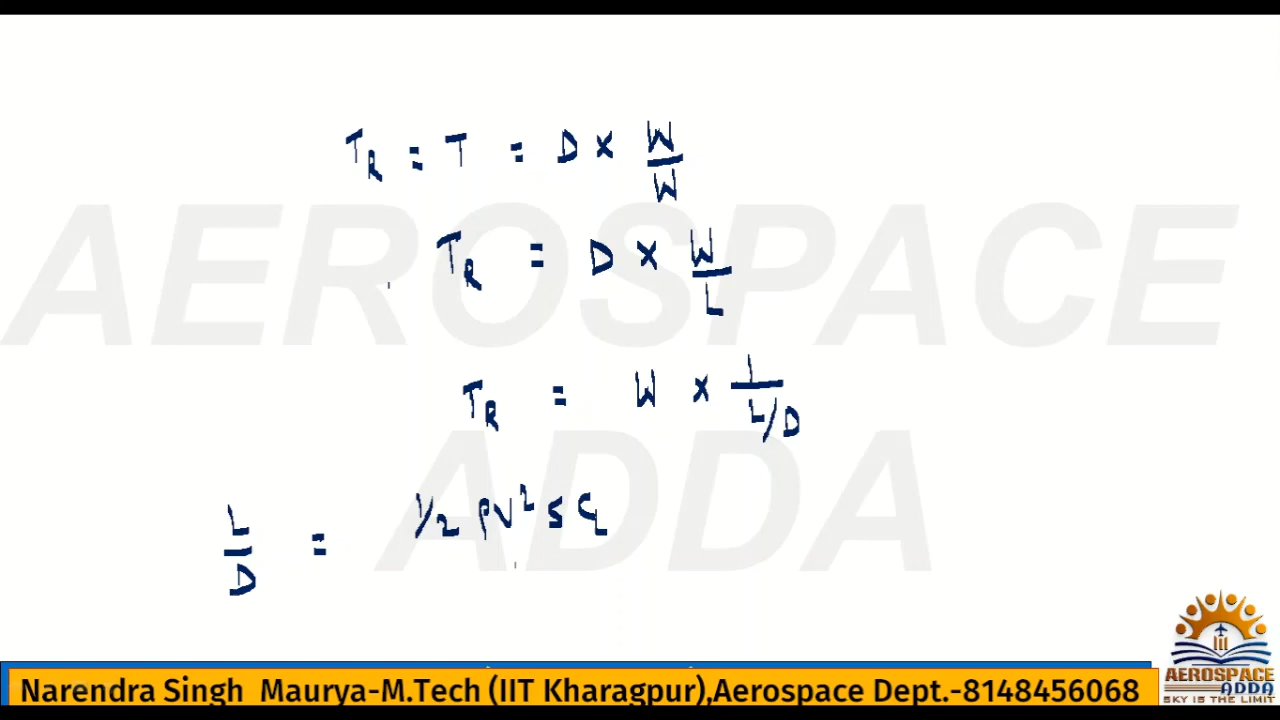 T_R = T = D × W/W
T_R = D × W/L
T_R = W × 1/(L/D)
L/D = 1/2 ρV² S C_L
AEROSPACE
ADDA
Narendra Singh Maurya-M.Tech (IIT Kharagpur),Aerospace Dept.-8148456068
AEROSPACE
ADDA
SKY IS THE LIMIT